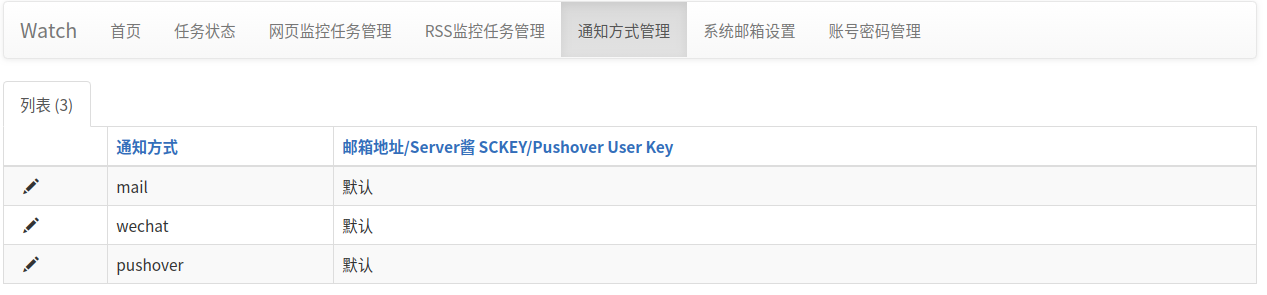 Watch 首页 任务状态 网页监控任务管理 RSS监控任务管理 通知方式管理 系统邮箱设置 账号密码管理
列表 (3)
通知方式 邮箱地址/Server酱 SCKEY/Pushover User Key
mail 默认
wechat 默认
pushover 默认